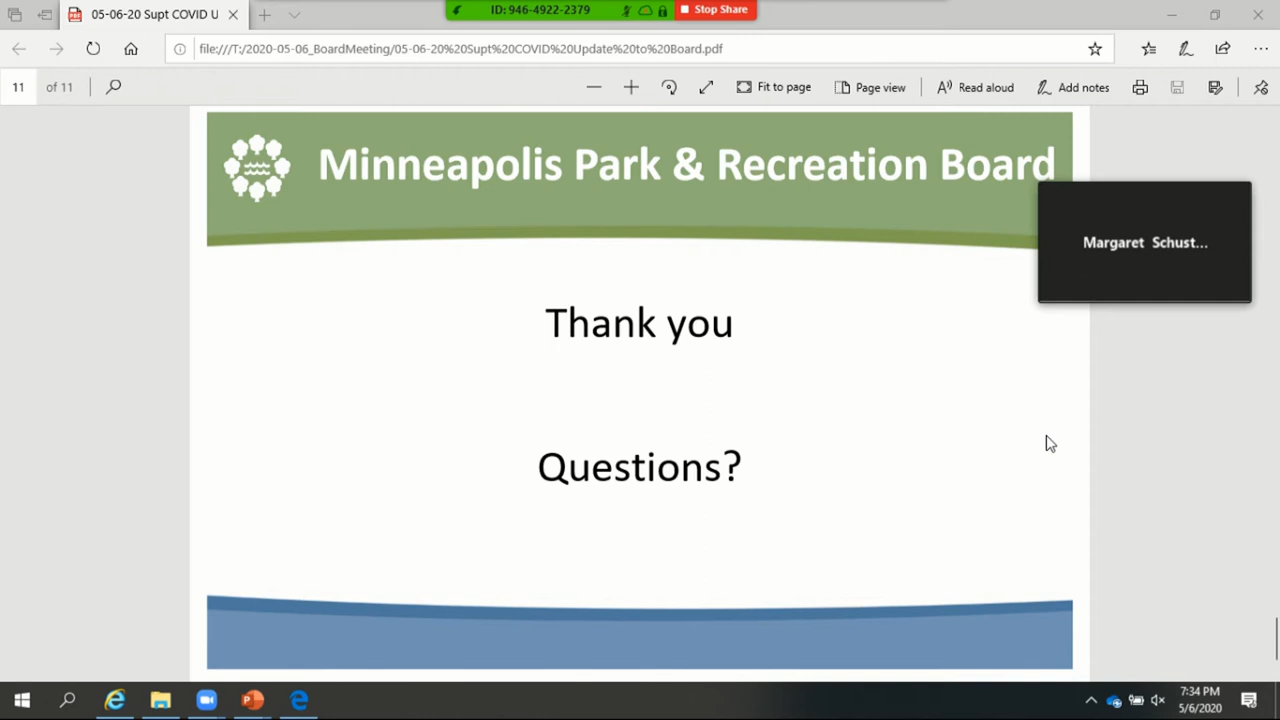 05-06-20 Supt COVID U
ID: 946-4922-2379
Stop Share
file:///T:/2020-05-06_BoardMeeting/05-06-20%20Supt%20COVID%20Update%20to%20Board.pdf
11 of 11
Fit to page
Page view
Read aloud
Add notes
Minneapolis Park & Recreation Board
Margaret Schust...
Thank you
Questions?
7:34 PM
5/6/2020